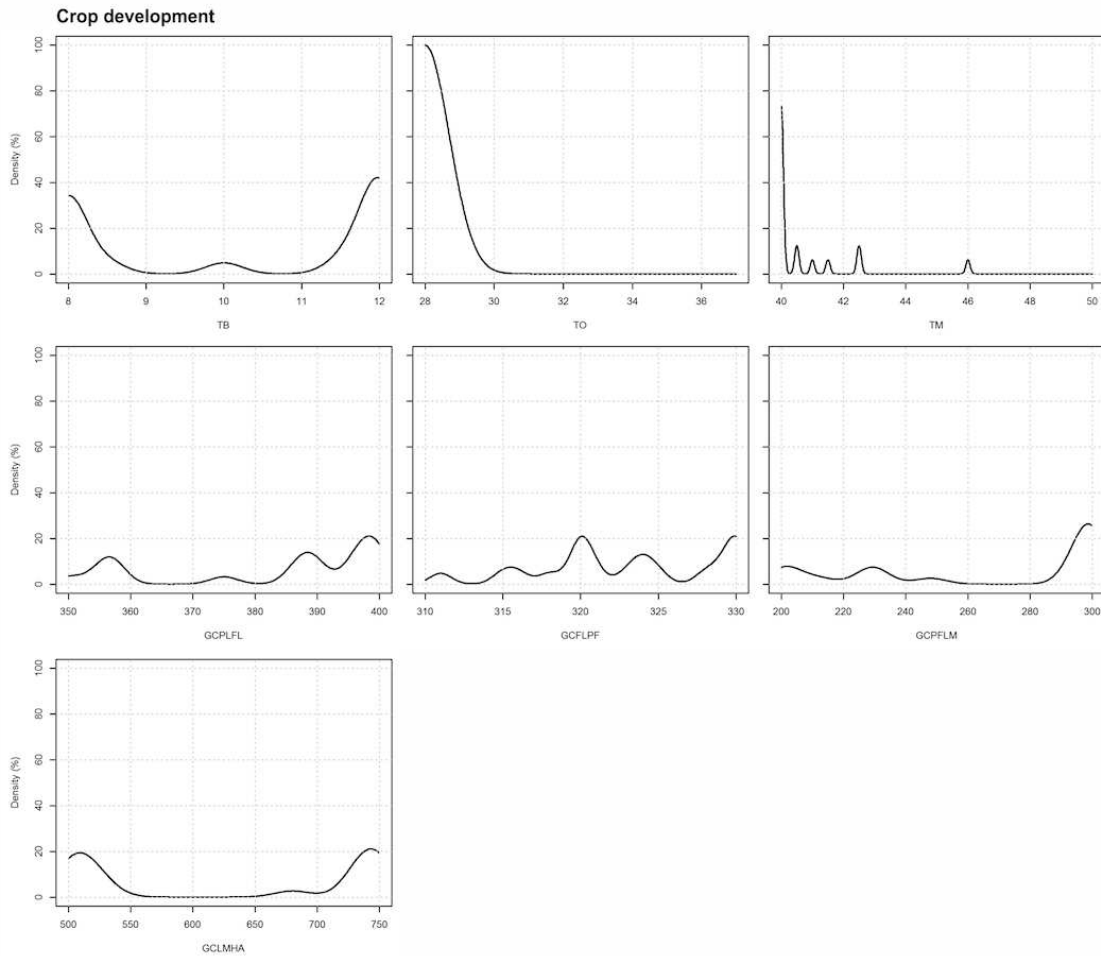 Crop development
Density (%)
0 20 40 60 80 100
8 9 10 11 12
TB
28 30 32 34 36
TO
40 42 44 46 48 50
TM
Density (%)
0 20 40 60 80 100
350 360 370 380 390 400
GCPLFL
310 315 320 325 330
GCFLPF
200 220 240 260 280 300
GCPFLM
Density (%)
0 20 40 60 80 100
500 550 600 650 700 750
GCLMHA